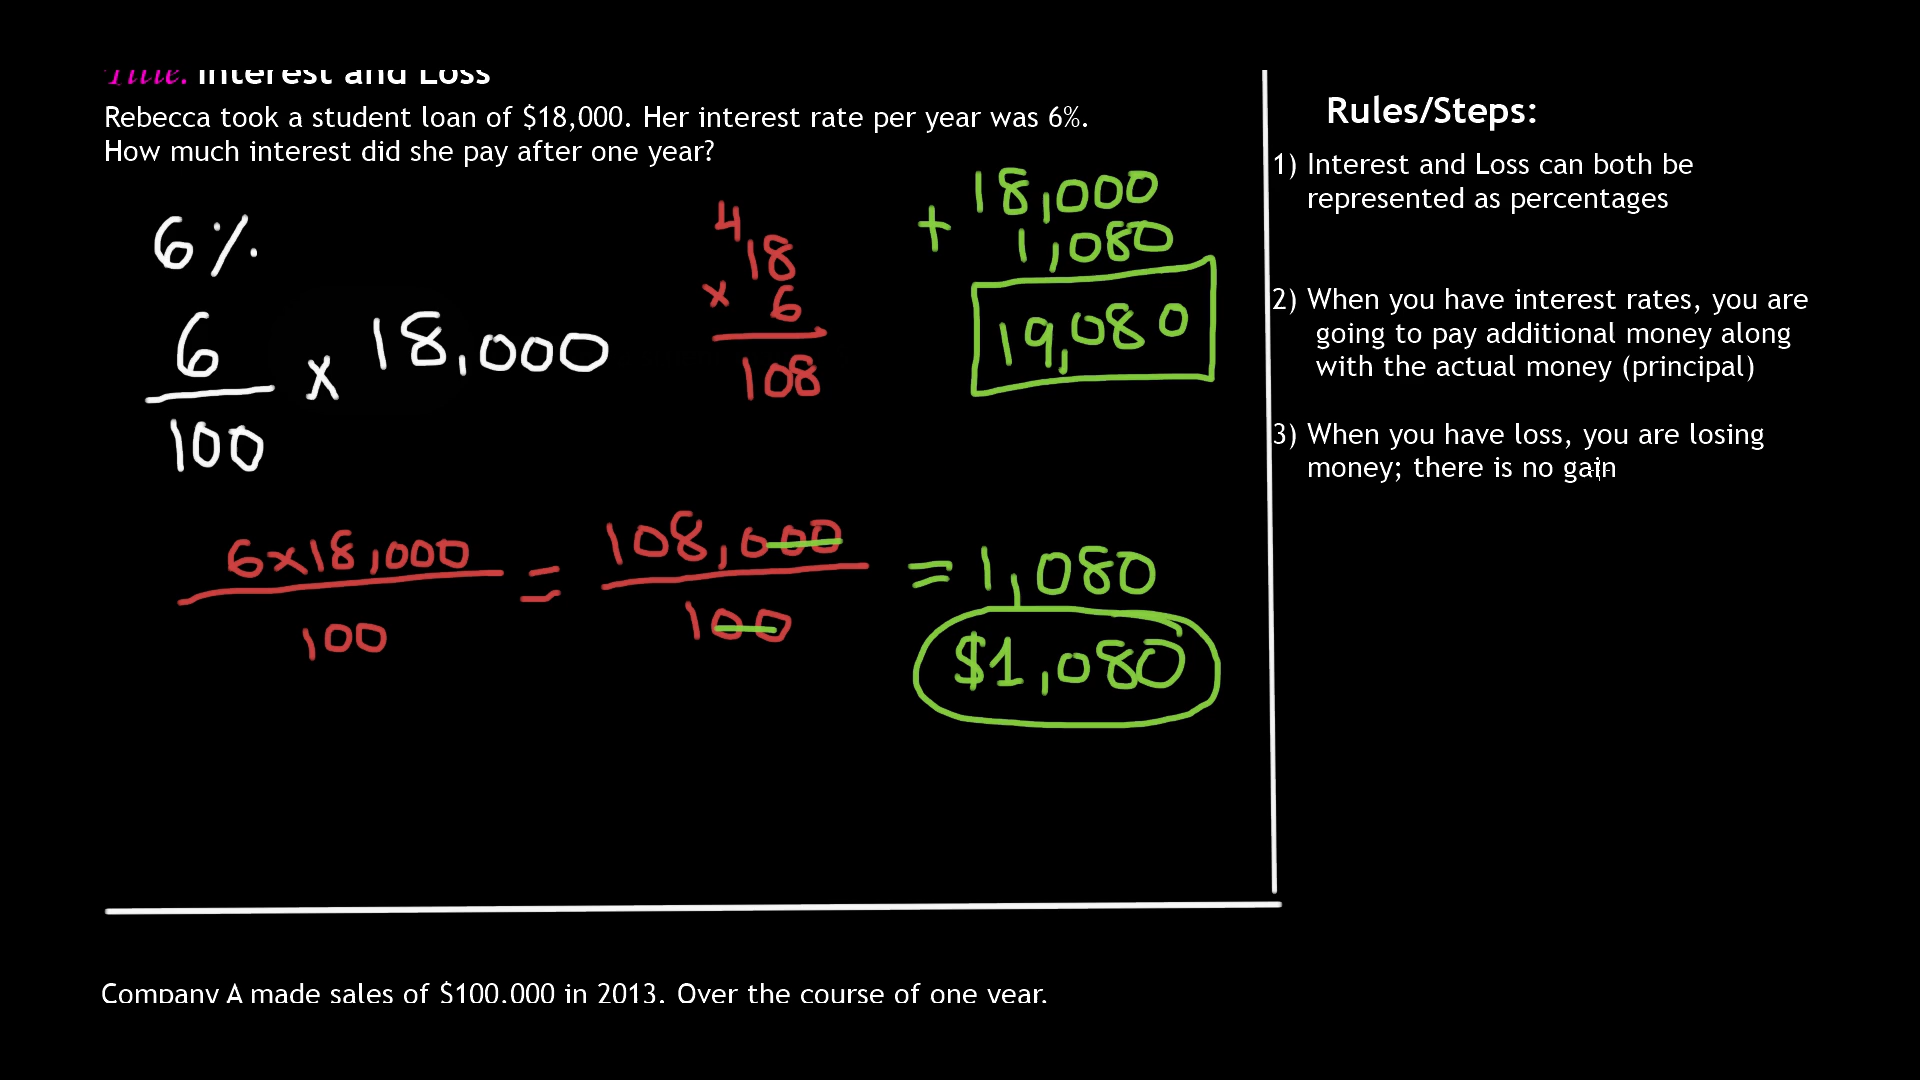 Title: Interest and Loss
Rebecca took a student loan of $18,000. Her interest rate per year was 6%.
How much interest did she pay after one year?
6%
6
100
x 18,000
4
18
x 6
108
18,000
+ 1,080
19,080
6x18,000
100
=
108,000
100
= 1,080
$1,080
Rules/Steps:
1) Interest and Loss can both be
represented as percentages
2) When you have interest rates, you are
going to pay additional money along
with the actual money (principal)
3) When you have loss, you are losing
money; there is no gain
Company A made sales of $100,000 in 2013. Over the course of one year,